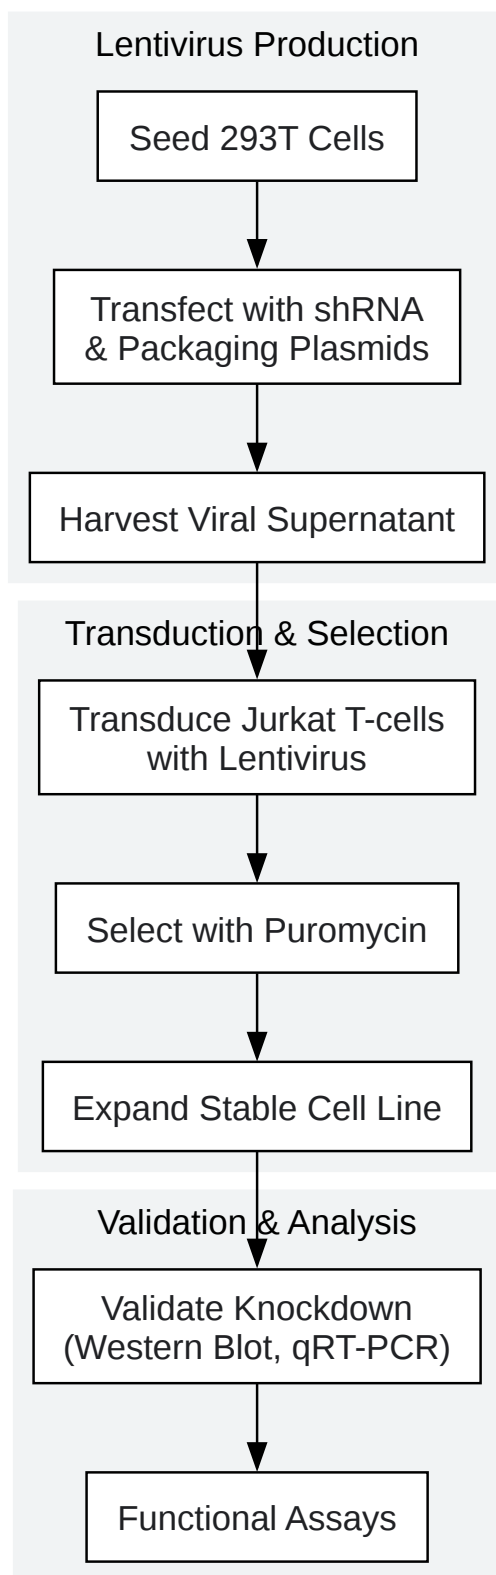 Lentivirus Production
Seed 293T Cells
Transfect with shRNA
& Packaging Plasmids
Harvest Viral Supernatant
Transduction & Selection
Transduce Jurkat T-cells
with Lentivirus
Select with Puromycin
Expand Stable Cell Line
Validation & Analysis
Validate Knockdown
(Western Blot, qRT-PCR)
Functional Assays